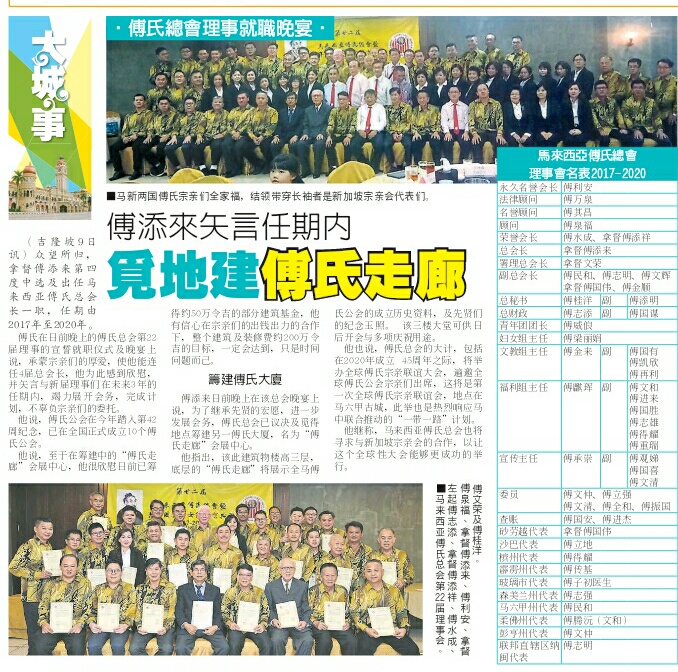 大城事
傅氏總會理事就職晚宴
■马新两国傅氏宗亲们全家福，结领带穿长袖者是新加坡宗亲会代表们。
傅添來矢言任期内
覓地建傅氏走廊
（吉隆坡9日
讯）众望所归，
拿督傅添来第四
度中选及出任马
来西亚傅氏总会
长一职，任期由
2017年至2020年。
傅氏在日前晚上的傅氏总会第22
届理事的宣督就职仪式及晚宴上
说，承蒙宗亲们的厚爱，使他能连
任4届总会长，他为此感到欣慰，
并矢言与新届理事们在未来3年的
任期内，竭力展开会务，完成计
划，不辜负宗亲们的委托。
他说，傅氏公会在今年踏入第42
周纪念，已在全国正式成立10个傅
氏公会。
他说，至于在筹建中的“傅氏走
廊”会展中心，他很欣慰日前已筹
得约50万令吉的部分建筑基金，他
有信心在宗亲们的出钱出力的合作
下，整个建筑及装修费约200万令
吉的目标，一定会达到，只是时间
问题而已。
籌建傅氏大廈
傅添来日前晚上在该总会晚宴上
说，为了继承先贤的宏愿，进一步
发展会务，傅氏总会已议决及觅得
地点筹建另一傅氏大厦，名为“傅
氏走廊”会展中心。
他指出，该此建筑物楼高三层，
底层的“傅氏走廊”将展示全马傅
氏公会的成立历史资料，及先贤们
的纪念玉照。 该三楼大堂可供日
后开会与多项庆贺用途。
他也说，傅氏总会的大计，包括
在2020年成立 45周年之际，将举
办全球傅氏宗亲联谊大会，遍邀全
球傅氏公会宗亲们出席，这将是第
一次全球傅氏宗亲联谊会，地点在
马六甲古城，此举也是热烈响应马
中联合推动的“一带一路”计划。
他继称，马来西亚傅氏总会也将
寻求与新加坡宗亲会的合作，以让
这个全球性大会能够更成功的举
行。
■马来西亚傅氏总会第22届理事会。
左起傅志添、拿督傅添祥、傅水成、
傅泉福、拿督傅添来、傅利安、拿督
傅文荣及傅桂洋。
馬來西亞傅氏總會
理事會名表2017-2020
永久名誉会长 傅利安
法律顾问 傅万泉
名誉顾问 傅其昌
顾问 傅泉福
荣誉会长 傅水成、拿督傅添祥
总会长 拿督傅添来
署理总会长 拿督文荣
副总会长 傅民和、傅志明、傅文辉
拿督傅国伟、傅金顺
总秘书 傅桂洋 副 傅添明
总财政 傅志添 副 傅国谋
青年团团长 傅威俍
妇女组主任 傅梁丽娟
文教组主任 傅金来 副 傅国有
傅凯欣
傅再利
福利组主任 傅麒珲 副 傅文和
傅进来
傅国胜
傅志雄
傅得耀
傅重瑞
宣传主任 傅承崇 副 傅观娣
傅国喜
傅文清
委员 傅文仲、傅立强
傅文清、傅全和、傅振国
查账 傅国安、傅进杰
砂劳越代表 拿督傅国伟
沙巴代表 傅立地
槟州代表 傅得耀
霹雳州代表 傅传基
玻璃市代表 傅子初医生
森美兰州代表 傅志强
马六甲州代表 傅民和
柔佛州代表 傅腾沅（文和）
彭亨州代表 傅文仲
联邦直辖区纳 傅志明
闽代表